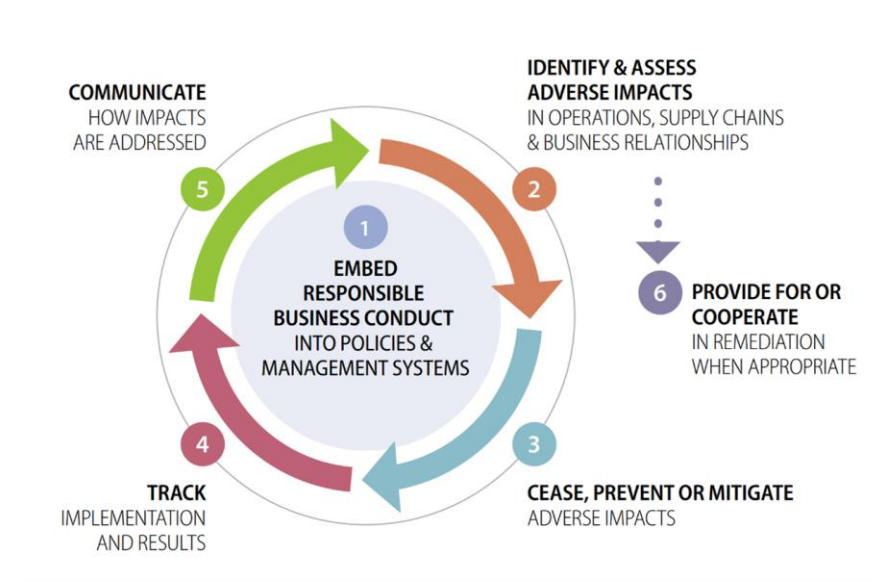 1
EMBED
RESPONSIBLE
BUSINESS CONDUCT
INTO POLICIES &
MANAGEMENT SYSTEMS
IDENTIFY & ASSESS
ADVERSE IMPACTS
IN OPERATIONS, SUPPLY CHAINS
& BUSINESS RELATIONSHIPS
2
3
CEASE, PREVENT OR MITIGATE
ADVERSE IMPACTS
4
TRACK
IMPLEMENTATION
AND RESULTS
COMMUNICATE
HOW IMPACTS
ARE ADDRESSED
5
6
PROVIDE FOR OR
COOPERATE
IN REMEDIATION
WHEN APPROPRIATE